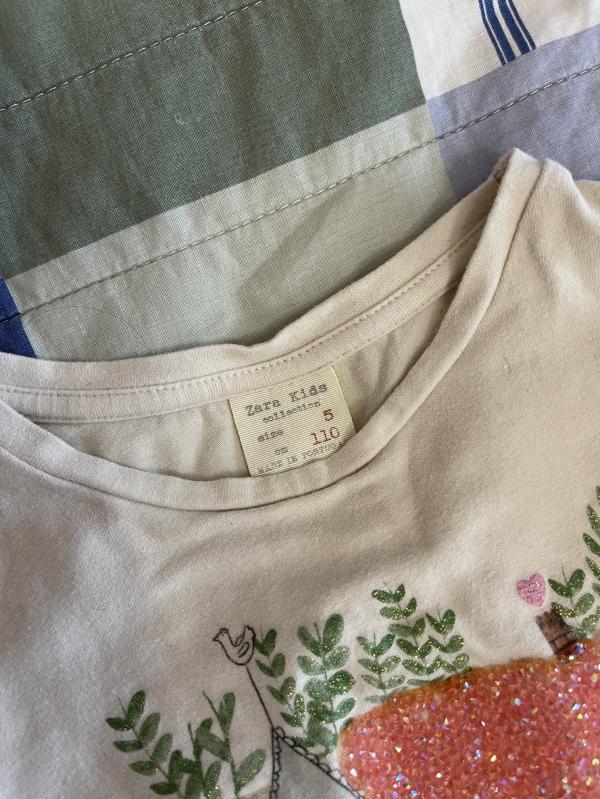 Zara Kids
collection
size 5
cm 110
MADE IN PORTUGAL